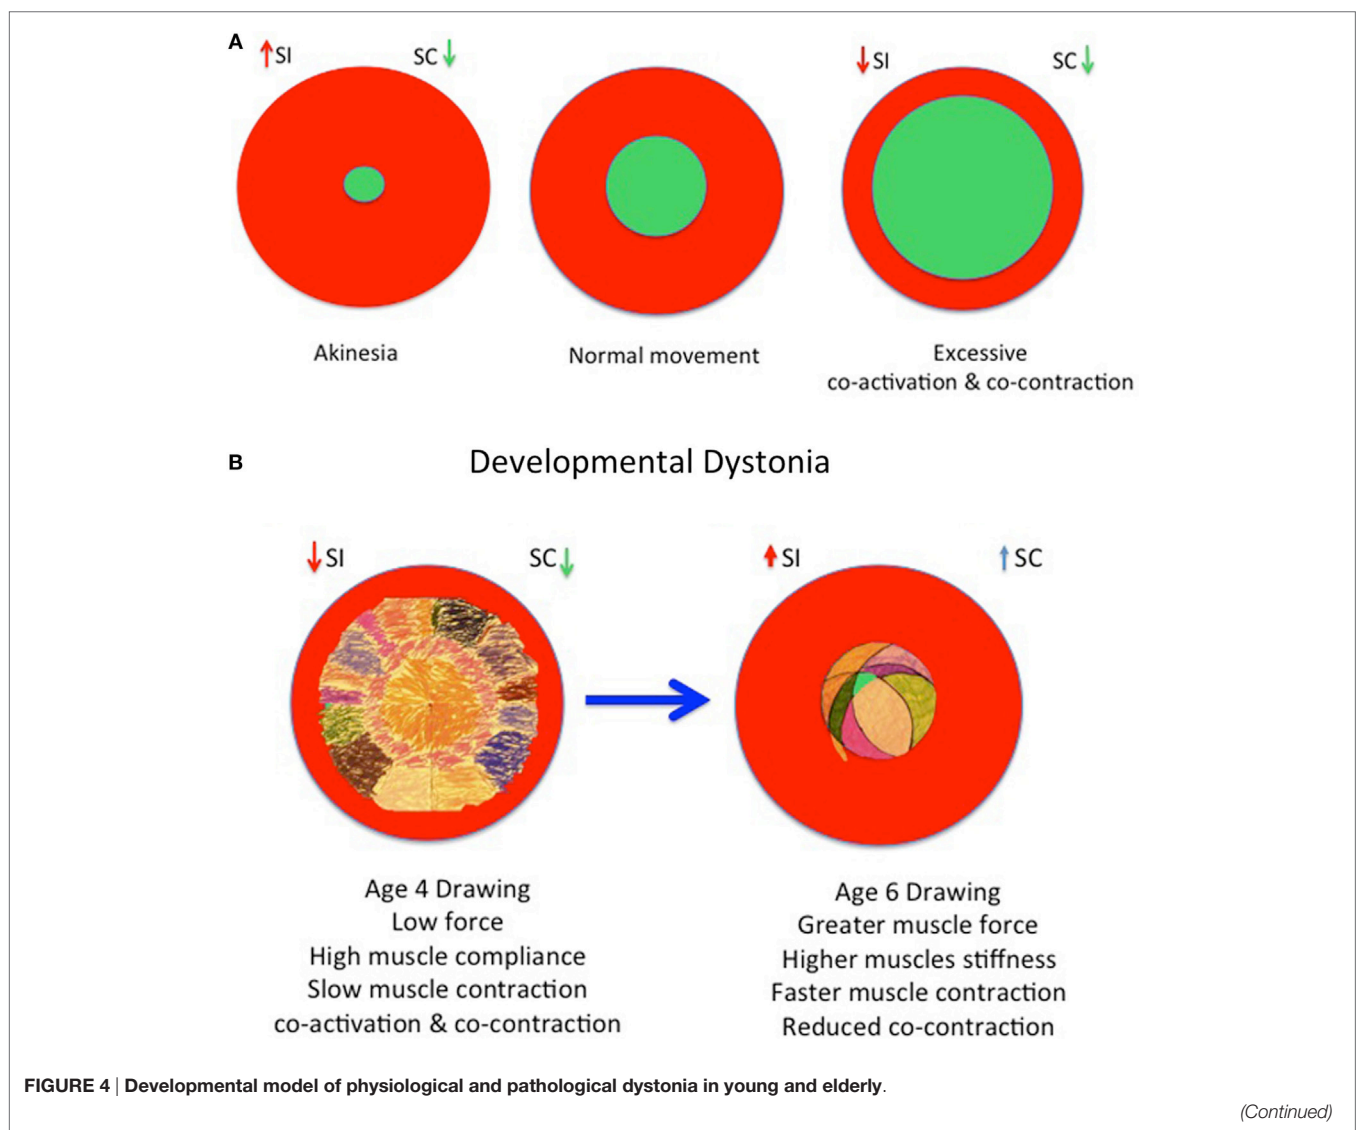 A
↑SI SC↓
↓SI SC↓
Akinesia
Normal movement
Excessive
co-activation & co-contraction
B
Developmental Dystonia
↓SI SC↓
↑SI ↑SC
Age 4 Drawing
Low force
High muscle compliance
Slow muscle contraction
co-activation & co-contraction
Age 6 Drawing
Greater muscle force
Higher muscles stiffness
Faster muscle contraction
Reduced co-contraction
FIGURE 4 | Developmental model of physiological and pathological dystonia in young and elderly.
(Continued)